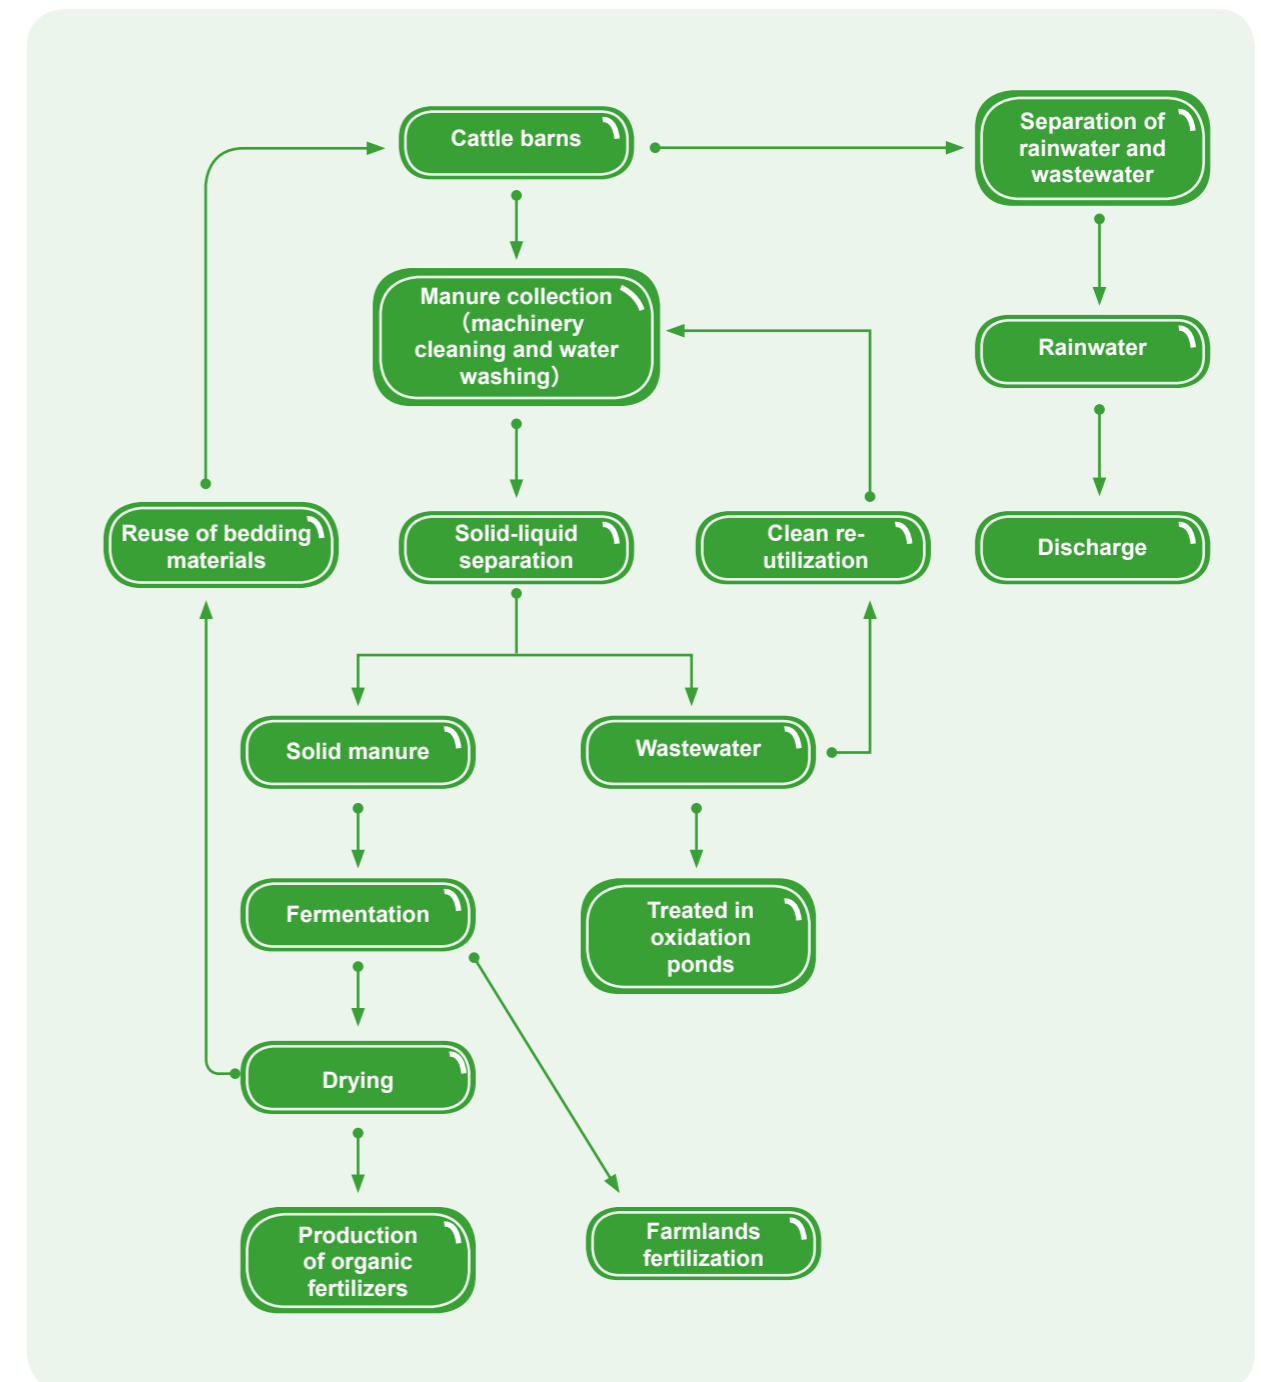 Cattle barns
Separation of
rainwater and
wastewater
Manure collection
（machinery
cleaning and water
washing）
Rainwater
Reuse of bedding
materials
Solid-liquid
separation
Clean re-
utilization
Discharge
Solid manure
Wastewater
Fermentation
Treated in
oxidation
ponds
Drying
Production
of organic
fertilizers
Farmlands
fertilization